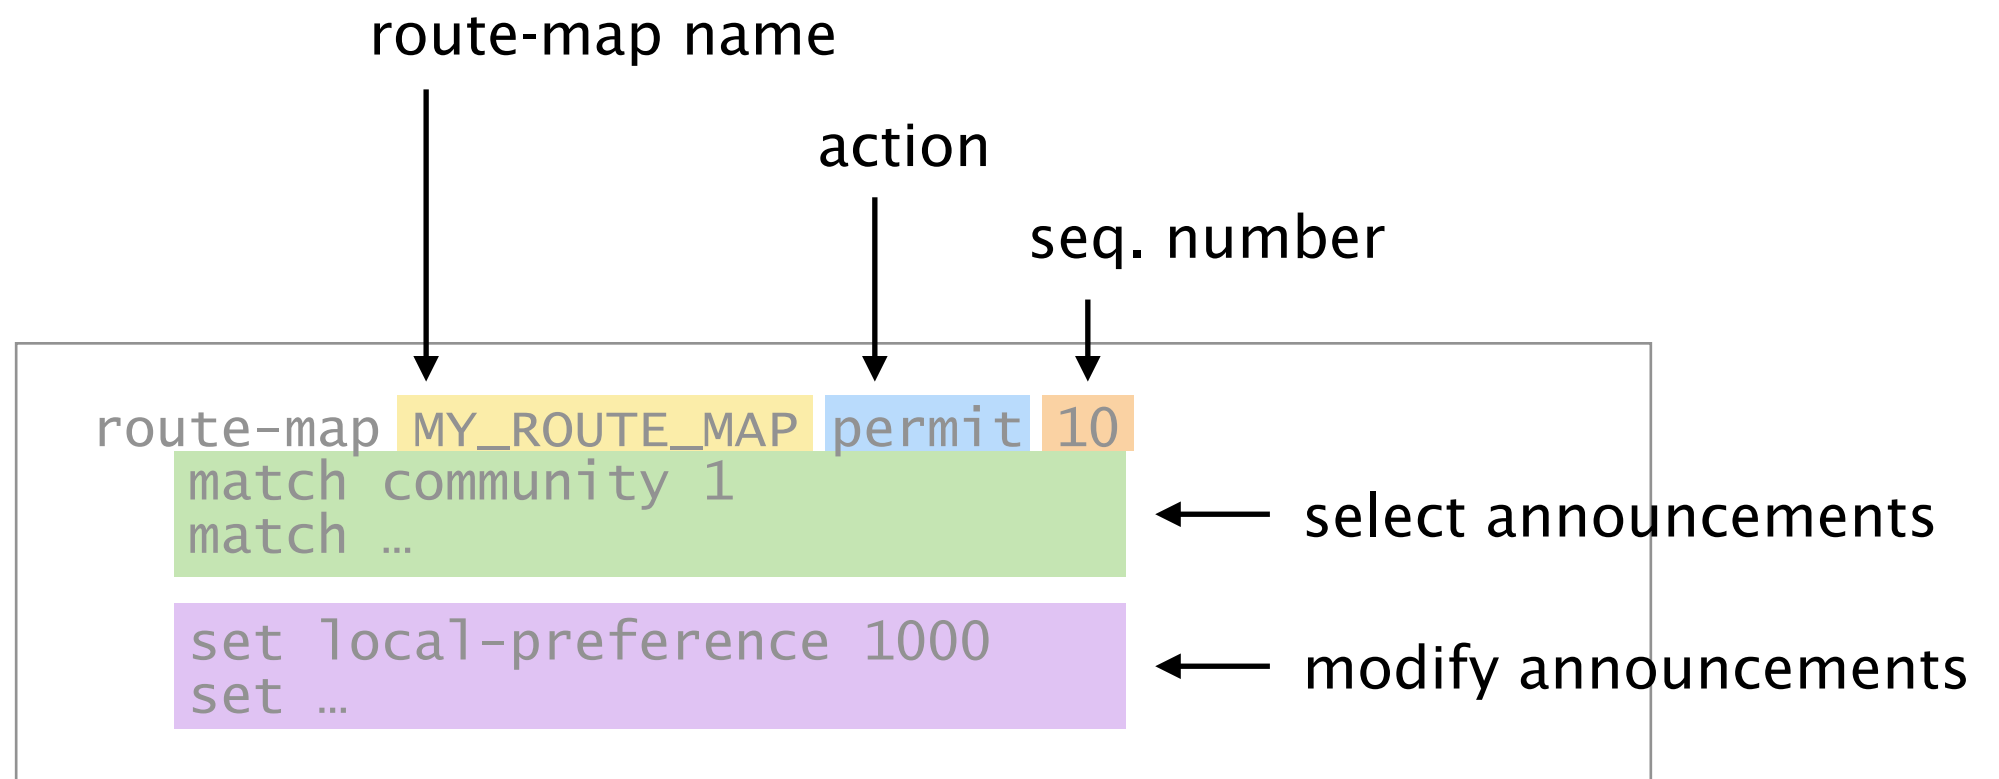 route-map name
action
seq. number
route-map MY_ROUTE_MAP permit 10
match community 1
match …
select announcements
set local-preference 1000
set …
modify announcements